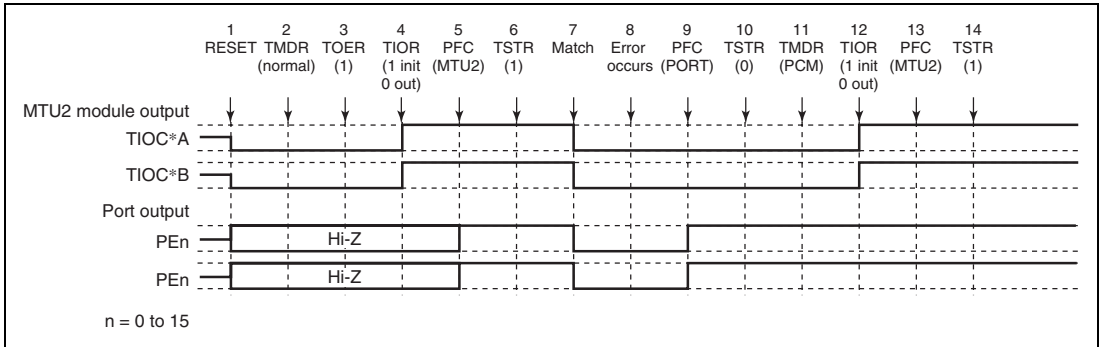 1 2 3 4 5 6 7 8 9 10 11 12 13 14
RESET TMDR TOER TIOR PFC TSTR Match Error PFC TSTR TMDR TIOR PFC TSTR
(normal) (1) (1 init (MTU2) (1) occurs (PORT) (0) (PCM) (1 init (MTU2) (1)
0 out) 0 out)
MTU2 module output
TIOC*A
TIOC*B
Port output
PEn Hi-Z
PEn Hi-Z
n = 0 to 15